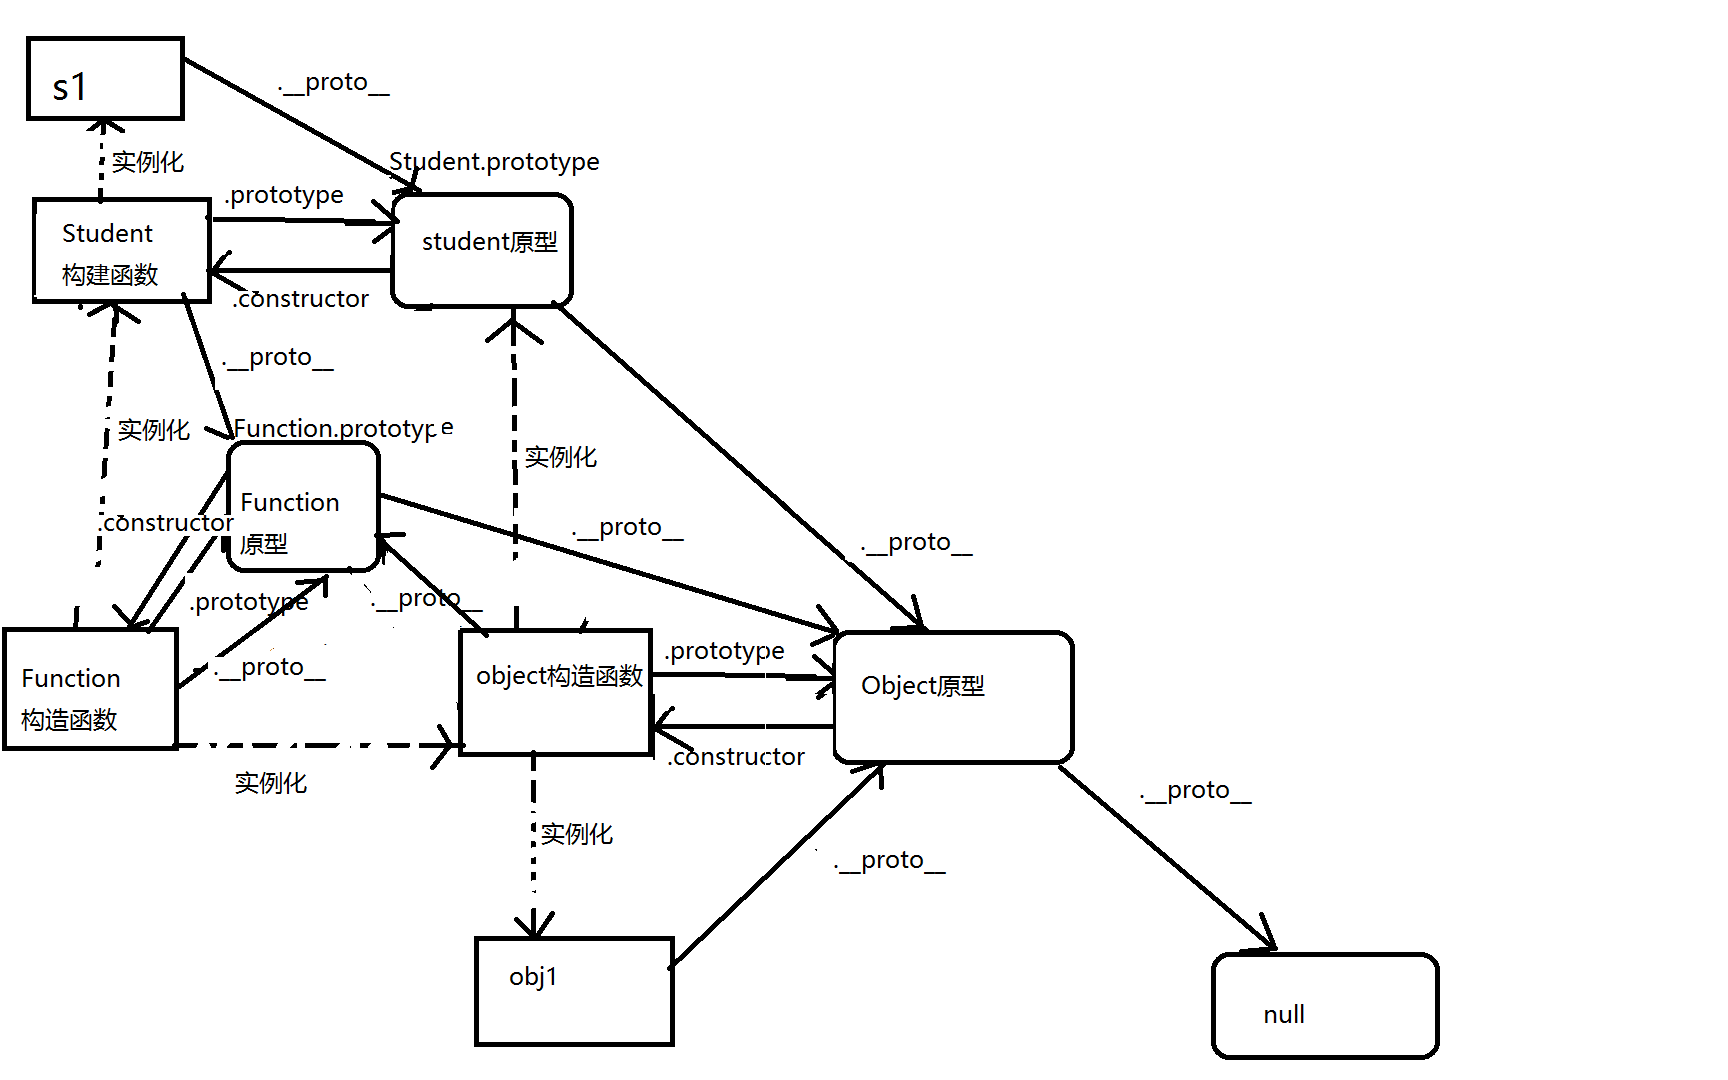 s1
.__proto__
实例化
Student.prototype
.prototype
Student
构建函数
student原型
.constructor
.__proto__
实例化
Function.prototype
实例化
Function
原型
.constructor
.__proto__
.__proto__
.prototype
.__proto__
Function
构造函数
.__proto__
object构造函数
.prototype
Object原型
.constructor
实例化
.__proto__
实例化
.__proto__
obj1
null